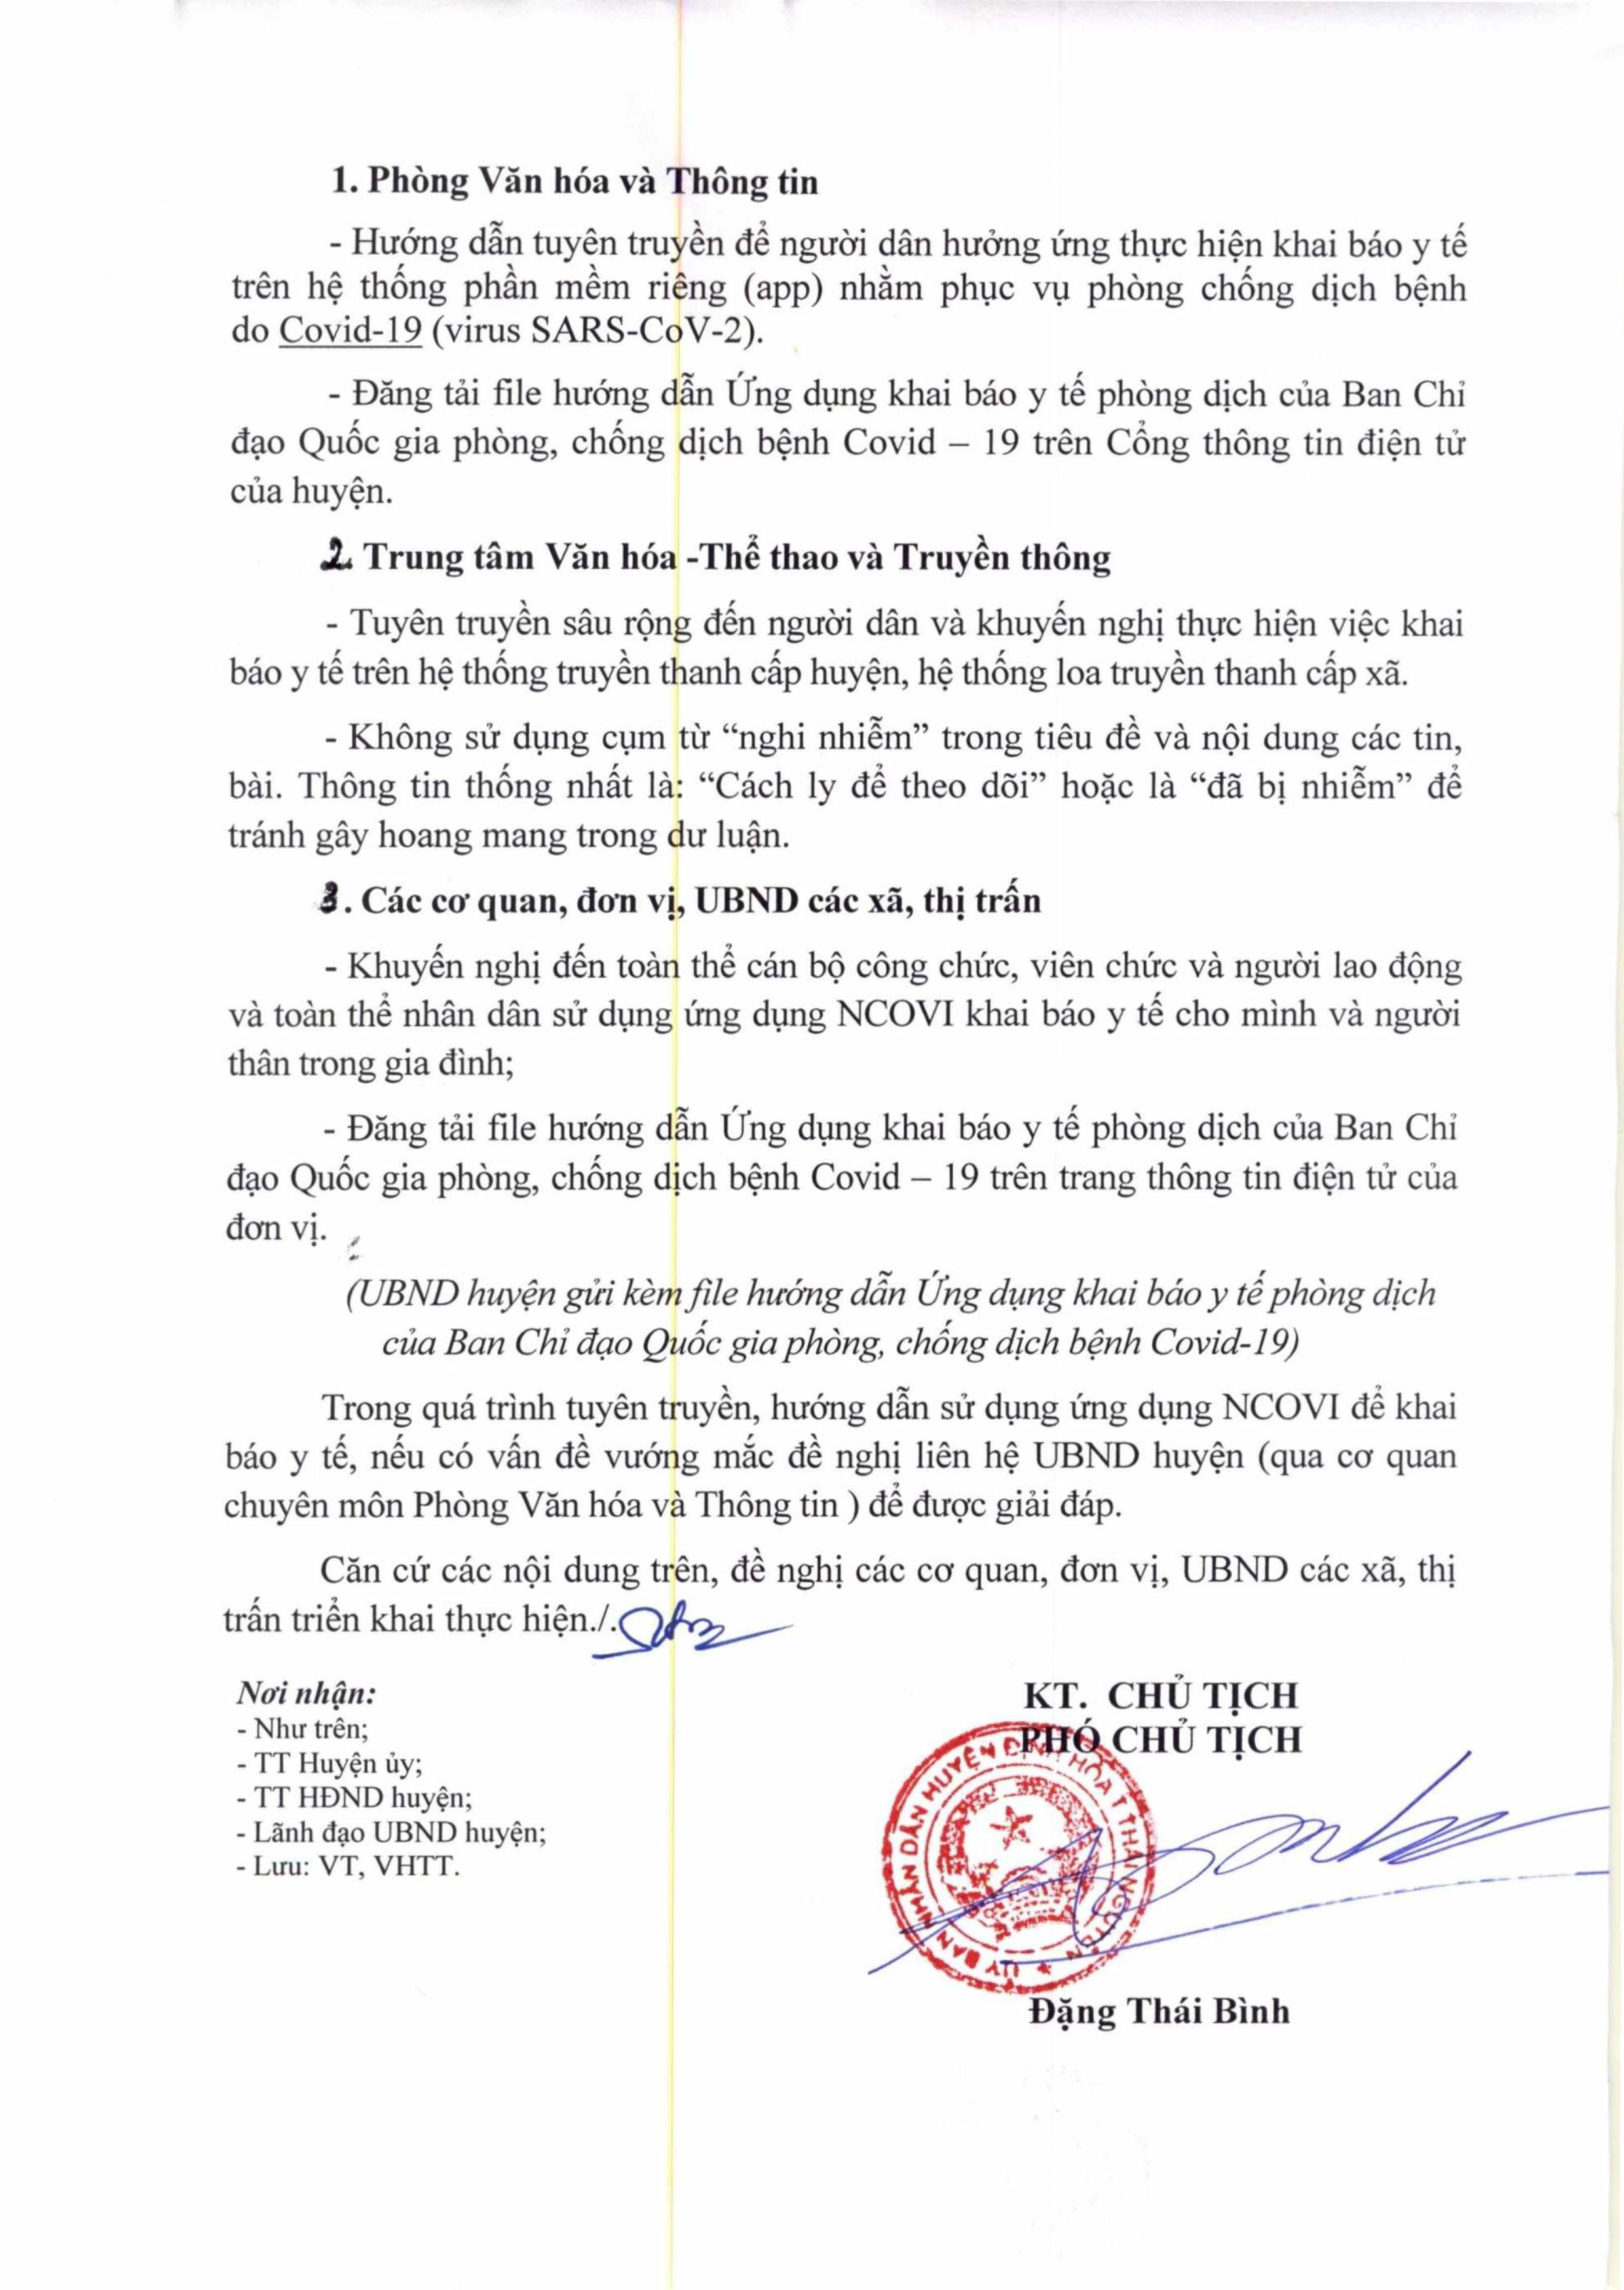 1. Phòng Văn hóa và Thông tin
- Hướng dẫn tuyên truyền để người dân hưởng ứng thực hiện khai báo y tế
trên hệ thống phần mềm riêng (app) nhằm phục vụ phòng chống dịch bệnh
do Covid-19 (virus SARS-CoV-2).
- Đăng tải file hướng dẫn Ứng dụng khai báo y tế phòng dịch của Ban Chỉ
đạo Quốc gia phòng, chống dịch bệnh Covid – 19 trên Cổng thông tin điện tử
của huyện.
2. Trung tâm Văn hóa -Thể thao và Truyền thông
- Tuyên truyền sâu rộng đến người dân và khuyến nghị thực hiện việc khai
báo y tế trên hệ thống truyền thanh cấp huyện, hệ thống loa truyền thanh cấp xã.
- Không sử dụng cụm từ “nghi nhiễm” trong tiêu đề và nội dung các tin,
bài. Thông tin thống nhất là: “Cách ly để theo dõi” hoặc là “đã bị nhiễm” để
tránh gây hoang mang trong dư luận.
3. Các cơ quan, đơn vị, UBND các xã, thị trấn
- Khuyến nghị đến toàn thể cán bộ công chức, viên chức và người lao động
và toàn thể nhân dân sử dụng ứng dụng NCOVI khai báo y tế cho mình và người
thân trong gia đình;
- Đăng tải file hướng dẫn Ứng dụng khai báo y tế phòng dịch của Ban Chỉ
đạo Quốc gia phòng, chống dịch bệnh Covid – 19 trên trang thông tin điện tử của
đơn vị.
(UBND huyện gửi kèm file hướng dẫn Ứng dụng khai báo y tế phòng dịch
của Ban Chỉ đạo Quốc gia phòng, chống dịch bệnh Covid-19)
Trong quá trình tuyên truyền, hướng dẫn sử dụng ứng dụng NCOVI để khai
báo y tế, nếu có vấn đề vướng mắc đề nghị liên hệ UBND huyện (qua cơ quan
chuyên môn Phòng Văn hóa và Thông tin ) để được giải đáp.
Căn cứ các nội dung trên, đề nghị các cơ quan, đơn vị, UBND các xã, thị
trấn triển khai thực hiện./.
Nơi nhận:
- Như trên;
- TT Huyện ủy;
- TT HĐND huyện;
- Lãnh đạo UBND huyện;
- Lưu: VT, VHTT.
KT. CHỦ TỊCH
PHÓ CHỦ TỊCH
ỦY BAN NHÂN DÂN HUYỆN ĐỊNH HÓA T THÁI NGUYÊN
Đặng Thái Bình